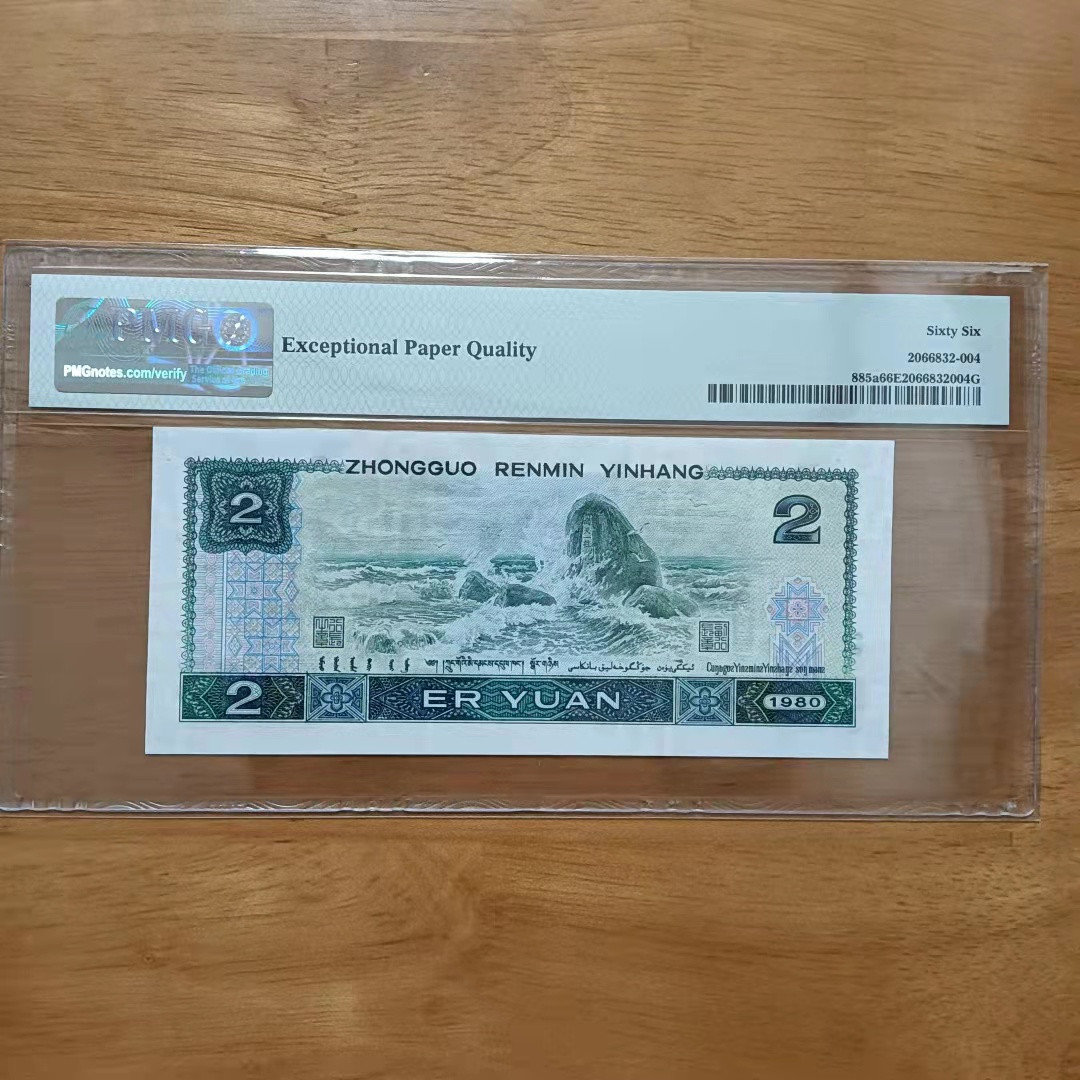 PMG
PMGnotes.com/verify
Exceptional Paper Quality
Sixty Six
2066832-004
885a66E2066832004G
ZHONGGUO RENMIN YINHANG
2
2
2
ER YUAN
1980